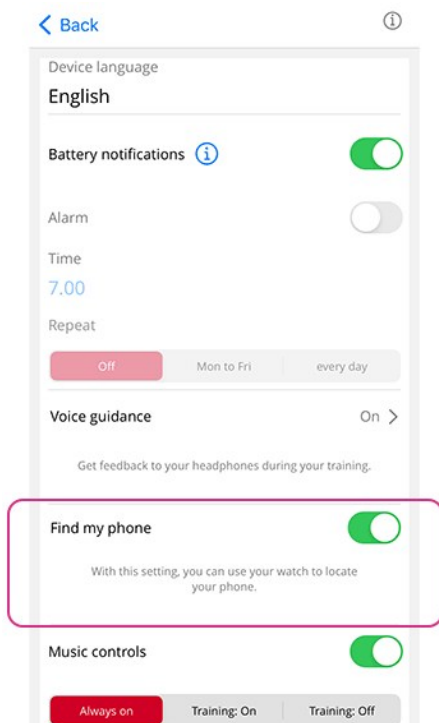 Back
Device language
English
Battery notifications
Alarm
Time
7.00
Repeat
Off Mon to Fri every day
Voice guidance On
Get feedback to your headphones during your training.
Find my phone
With this setting, you can use your watch to locate
your phone.
Music controls
Always on Training: On Training: Off